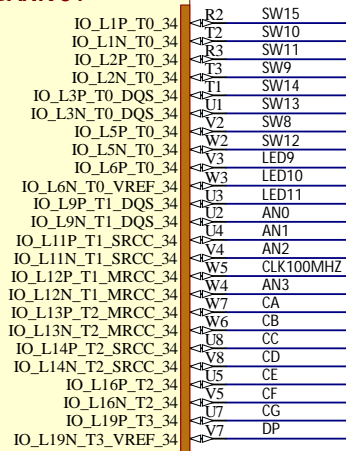 IO_L1P_T0_34 R2 SW15
IO_L1N_T0_34 T2 SW10
IO_L2P_T0_34 R3 SW11
IO_L2N_T0_34 T3 SW9
IO_L3P_T0_DQS_34 T1 SW14
IO_L3N_T0_DQS_34 U1 SW13
IO_L5P_T0_34 V2 SW8
IO_L5N_T0_34 W2 SW12
IO_L6P_T0_34 V3 LED9
IO_L6N_T0_VREF_34 W3 LED10
IO_L9P_T1_DQS_34 U3 LED11
IO_L9N_T1_DQS_34 U2 AN0
IO_L11P_T1_SRCC_34 U4 AN1
IO_L11N_T1_SRCC_34 V4 AN2
IO_L12P_T1_MRCC_34 W5 CLK100MHZ
IO_L12N_T1_MRCC_34 W4 AN3
IO_L13P_T2_MRCC_34 W7 CA
IO_L13N_T2_MRCC_34 W6 CB
IO_L14P_T2_SRCC_34 U8 CC
IO_L14N_T2_SRCC_34 V8 CD
IO_L16P_T2_34 U5 CE
IO_L16N_T2_34 V5 CF
IO_L19P_T3_34 U7 CG
IO_L19N_T3_VREF_34 V7 DP